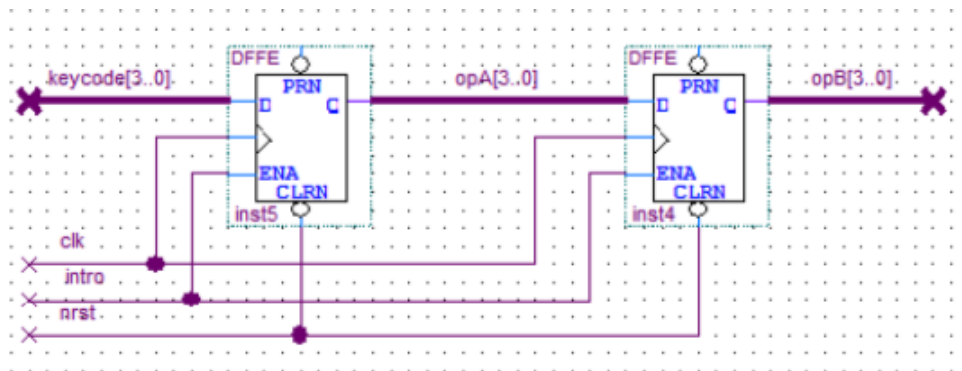 DFFE
keycode[3..0]
PRN
D
Q
ENA
CLRN
inst5
opA[3..0]
DFFE
PRN
D
Q
ENA
CLRN
inst4
opB[3..0]
clk
intro
nrst